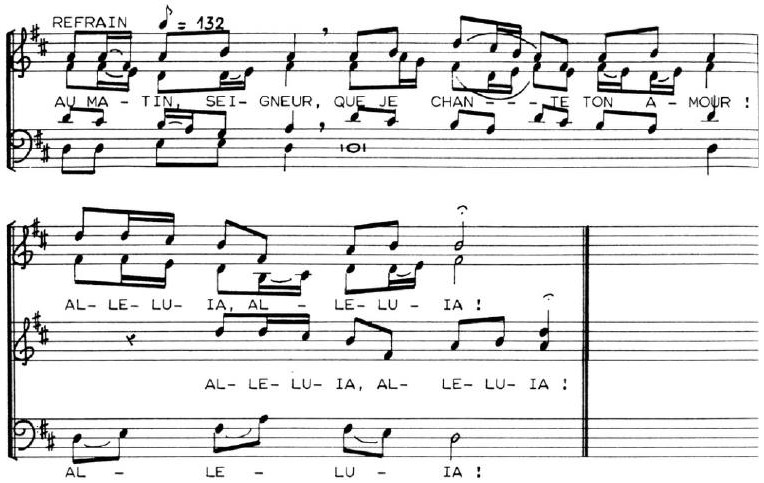 REFRAIN ♪ = 132
AU MA - TIN, SEI - GNEUR, QUE JE CHAN - - - TE TON A - MOUR !
AL- LE- LU- IA, AL - LE- LU - IA !
AL- LE- LU- IA, AL- LE- LU- IA !
AL - LE - LU - IA !